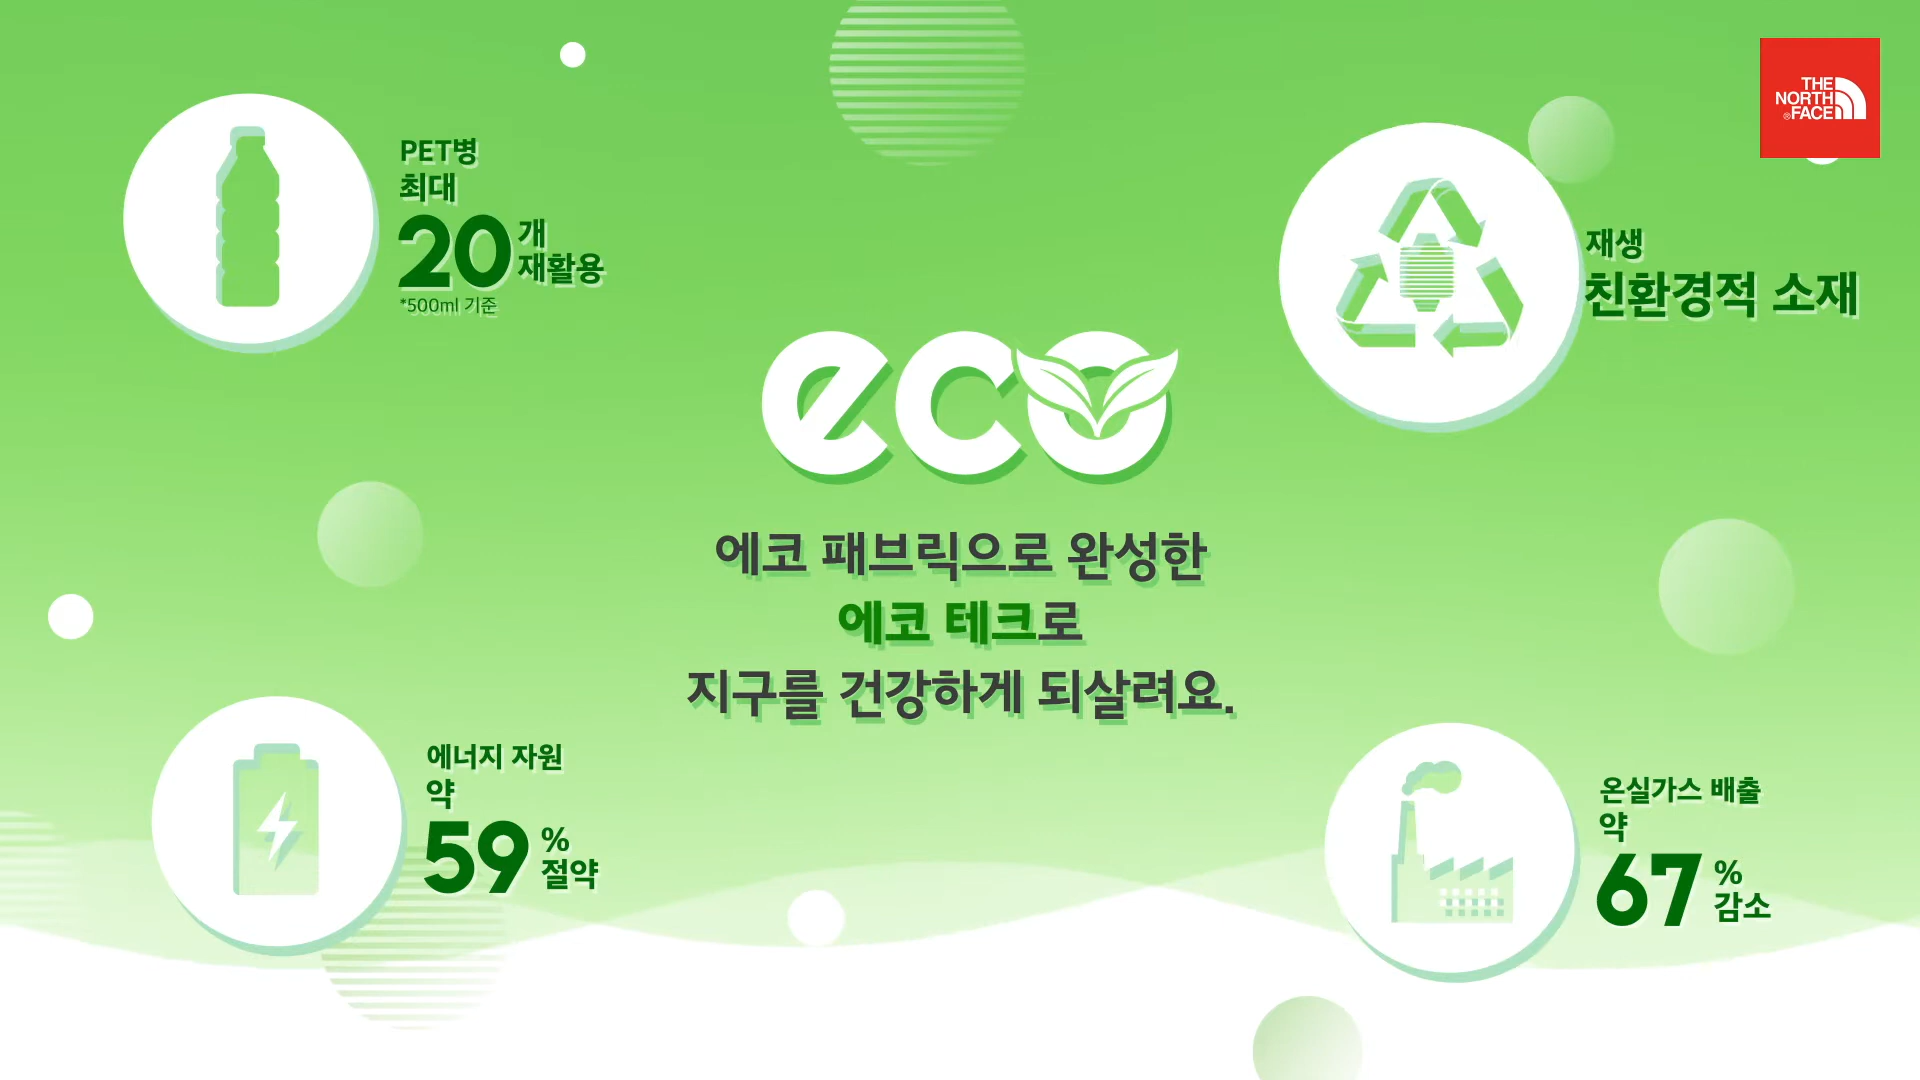 THE
NORTH
®FACE
PET병
최대
20개
재활용
*500ml 기준
재생
친환경적 소재
eco
에코 패브릭으로 완성한
에코 테크로
지구를 건강하게 되살려요.
에너지 자원
약
59%
절약
온실가스 배출
약
67%
감소